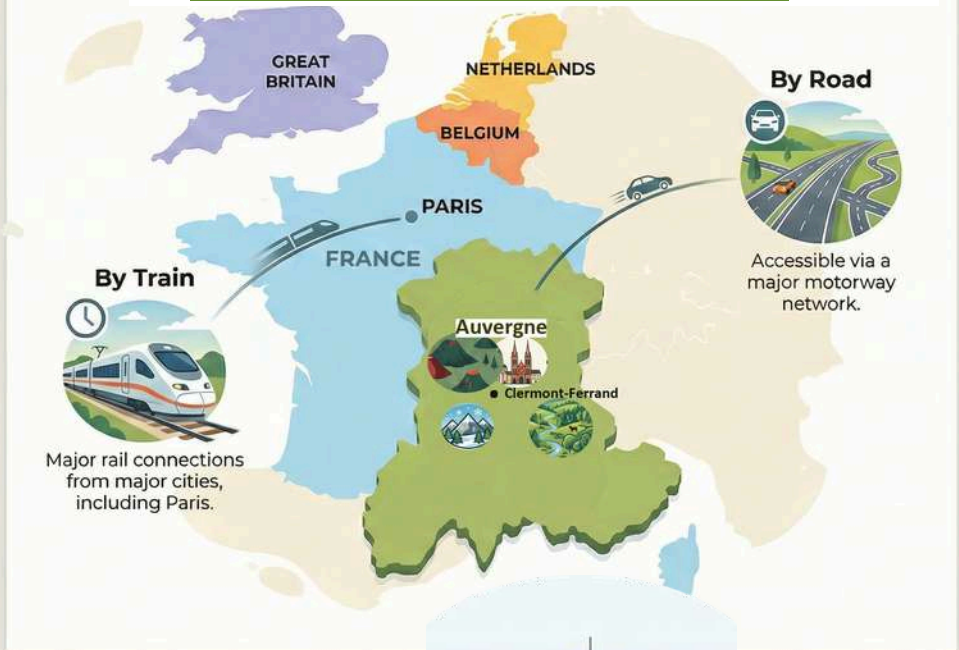 GREAT
BRITAIN
NETHERLANDS
By Road
BELGIUM
PARIS
FRANCE
Accessible via a
major motorway
network.
By Train
Auvergne
Clermont-Ferrand
Major rail connections
from major cities,
including Paris.